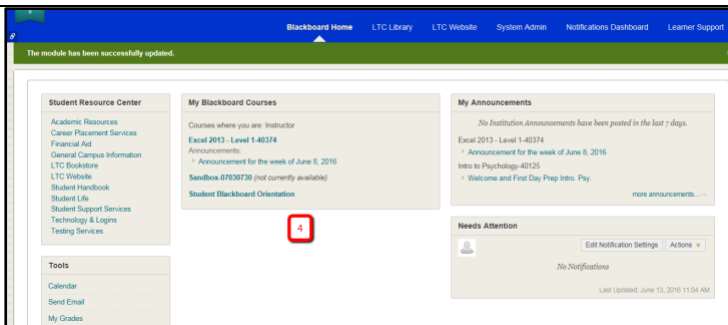 Blackboard Home LTC Library LTC Website System Admin Notifications Dashboard Learner Support
The module has been successfully updated.
Student Resource Center
Academic Resources
Career Placement Services
Financial Aid
General Campus Information
LTC Bookstore
LTC Website
Student Handbook
Student Life
Student Support Services
Technology & Logins
Testing Services
Tools
Calendar
Send Email
My Grades
My Blackboard Courses
Courses where you are: Instructor
Excel 2013 - Level 1-40374
Announcements:
Announcement for the week of June 8, 2016
Sandbox-07030730 (not currently available)
Student Blackboard Orientation
4
My Announcements
No Institution Announcements have been posted in the last 7 days.
Excel 2013 - Level 1-40374
Announcement for the week of June 8, 2016
Intro to Psychology-40125
Welcome and First Day Prep Intro. Psy.
more announcements...
Needs Attention
Edit Notification Settings Actions
No Notifications
Last Updated: June 13, 2016 11:04 AM